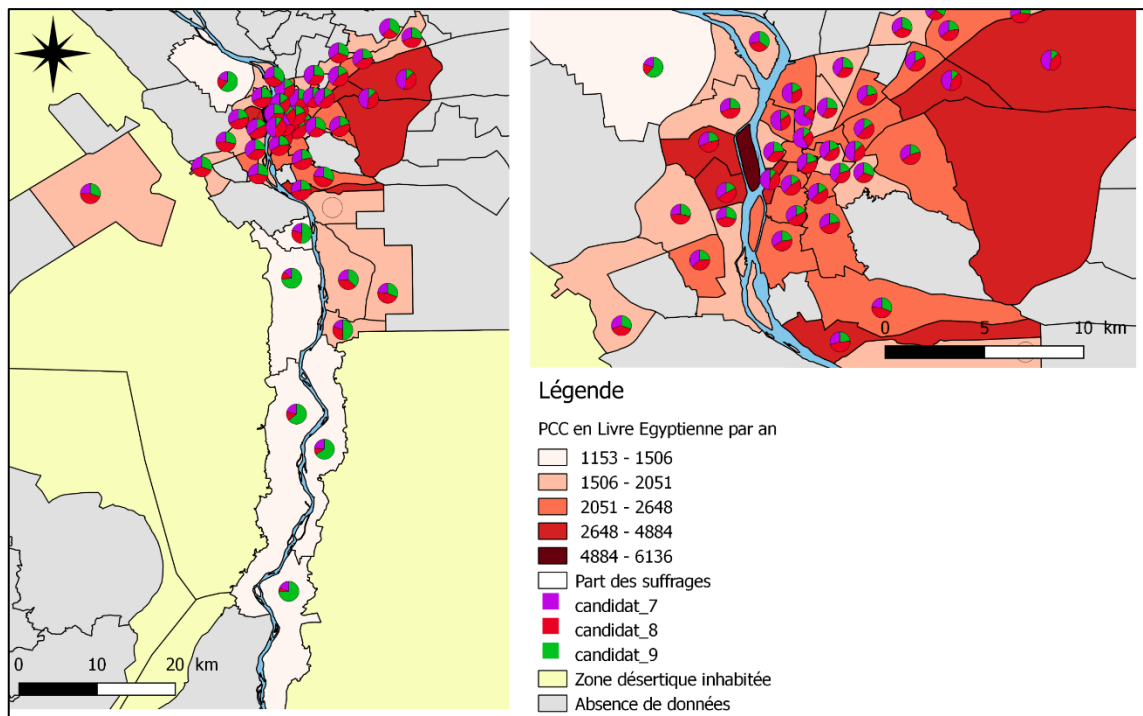 0 5 10 km
Légende
PCC en Livre Egyptienne par an
1153 - 1506
1506 - 2051
2051 - 2648
2648 - 4884
4884 - 6136
Part des suffrages
candidat_7
candidat_8
candidat_9
Zone désertique inhabitée
Absence de données
0 10 20 km